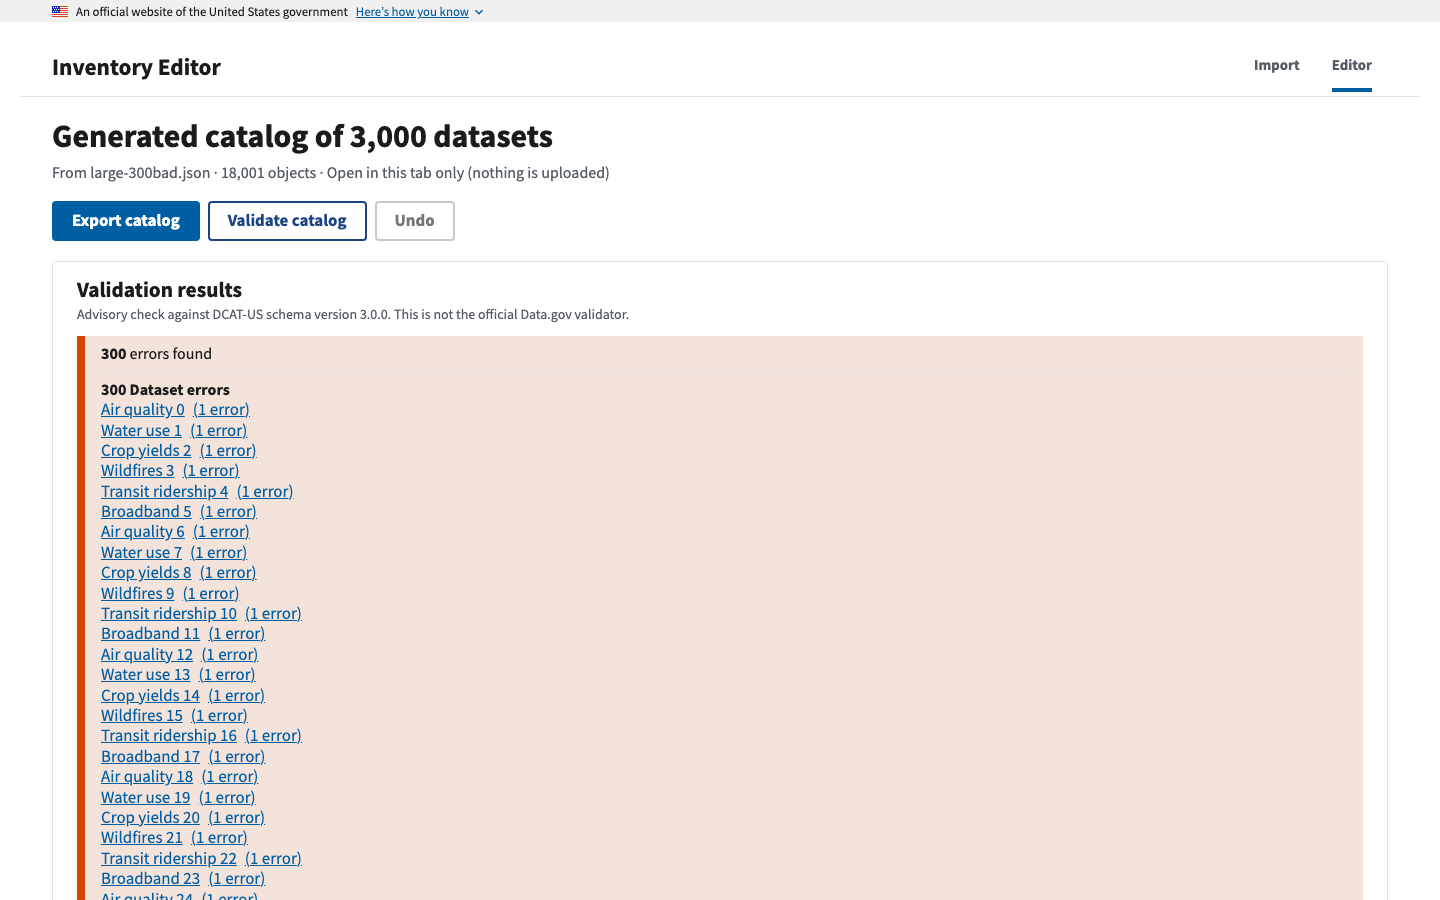 An official website of the United States government Here's how you know
Inventory Editor
Import
Editor
Generated catalog of 3,000 datasets
From large-300bad.json · 18,001 objects · Open in this tab only (nothing is uploaded)
Export catalog
Validate catalog
Undo
Validation results
Advisory check against DCAT-US schema version 3.0.0. This is not the official Data.gov validator.
300 errors found
300 Dataset errors
Air quality 0 (1 error)
Water use 1 (1 error)
Crop yields 2 (1 error)
Wildfires 3 (1 error)
Transit ridership 4 (1 error)
Broadband 5 (1 error)
Air quality 6 (1 error)
Water use 7 (1 error)
Crop yields 8 (1 error)
Wildfires 9 (1 error)
Transit ridership 10 (1 error)
Broadband 11 (1 error)
Air quality 12 (1 error)
Water use 13 (1 error)
Crop yields 14 (1 error)
Wildfires 15 (1 error)
Transit ridership 16 (1 error)
Broadband 17 (1 error)
Air quality 18 (1 error)
Water use 19 (1 error)
Crop yields 20 (1 error)
Wildfires 21 (1 error)
Transit ridership 22 (1 error)
Broadband 23 (1 error)
Air quality 24 (1 error)